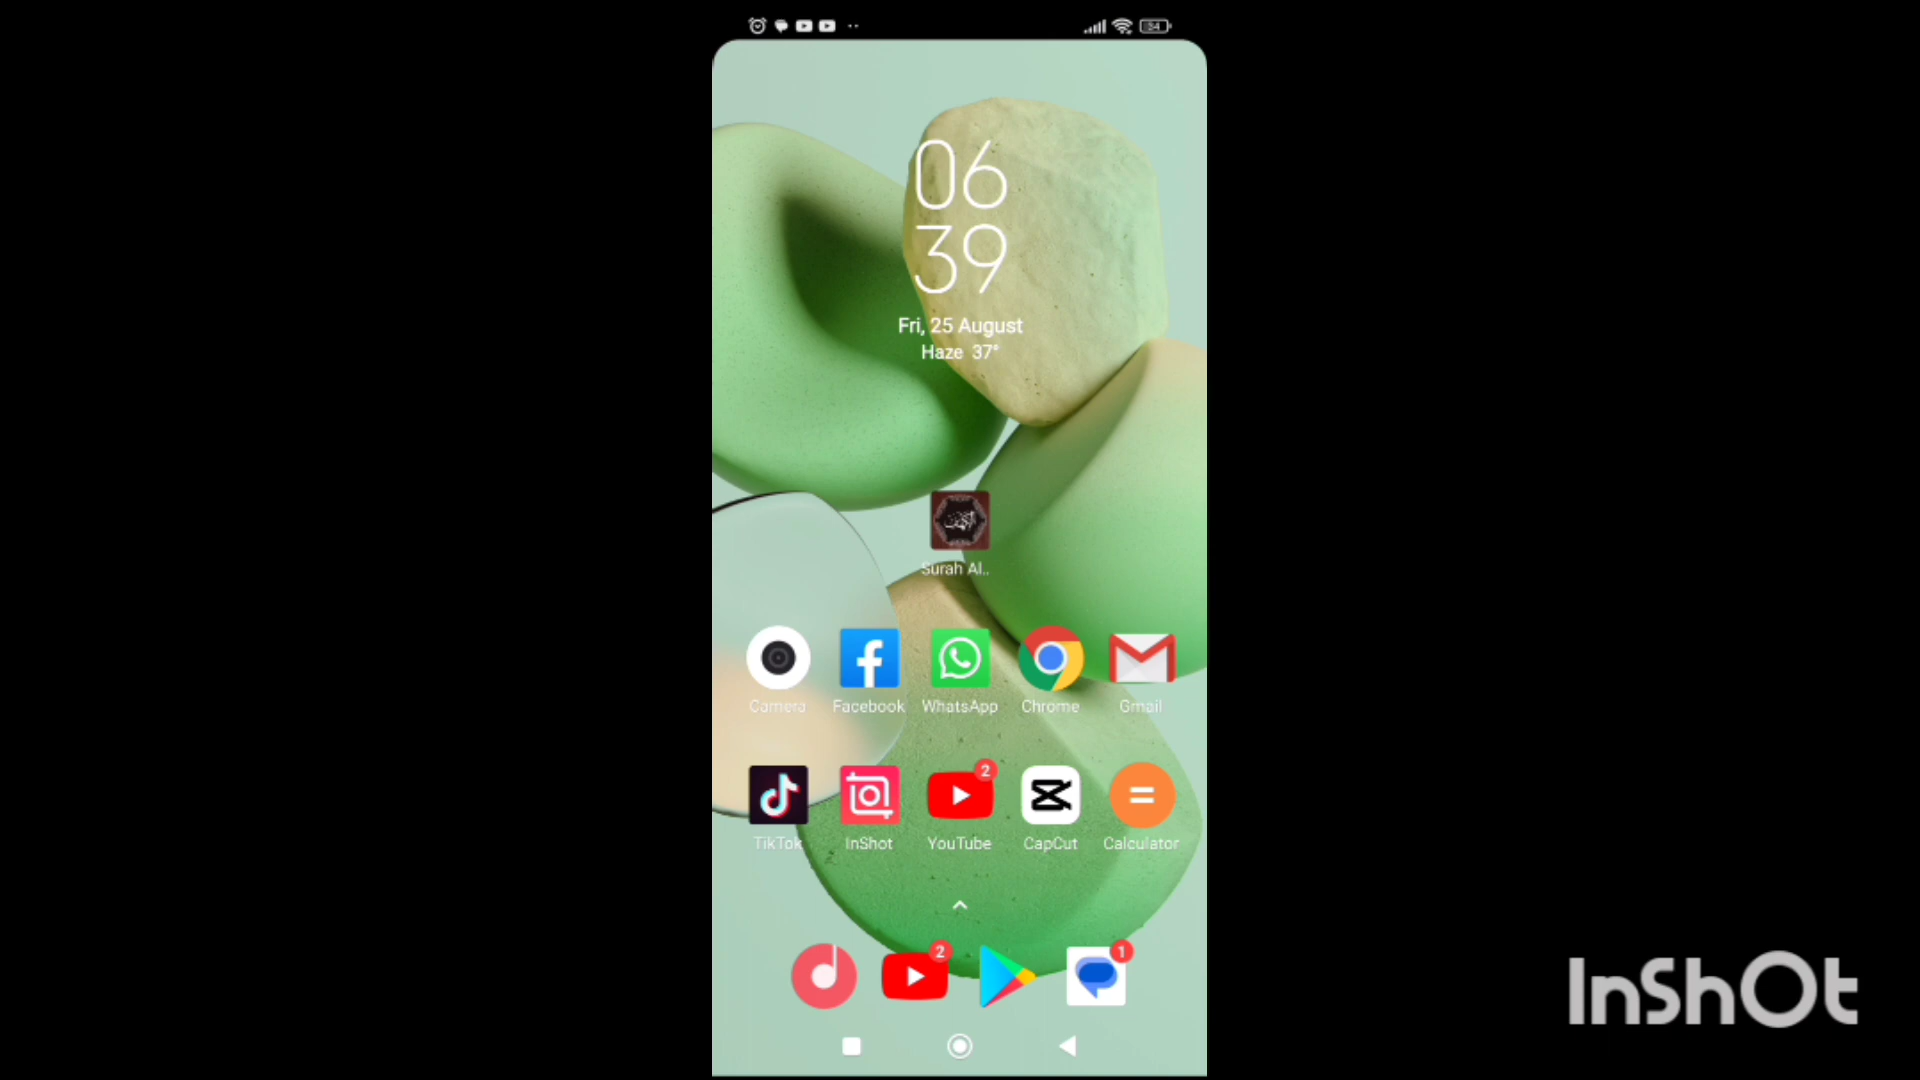 54
06
39
Fri, 25 August
Haze 37°
Surah Al..
Camera Facebook WhatsApp Chrome Gmail
2
TikTok InShot YouTube CapCut Calculator
2 1
InShOt